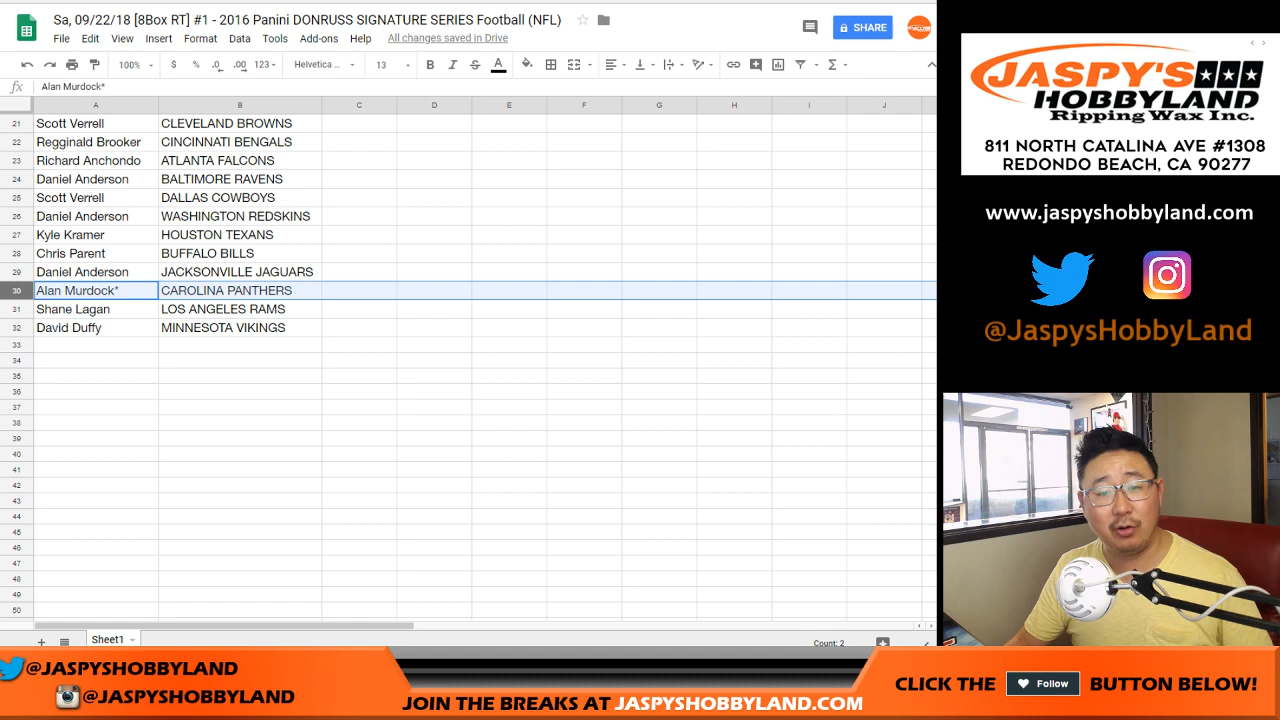 Sa, 09/22/18 [8Box RT] #1 - 2016 Panini DONRUSS SIGNATURE SERIES Football (NFL)
File Edit View Insert Format Data Tools Add-ons Help All changes saved in Drive
SHARE
100% $ % .0 .00 123 Helvetica ... 13 B I S A
fx Alan Murdock*
A B C D E F G H I J
21 Scott Verrell CLEVELAND BROWNS
22 Regginald Brooker CINCINNATI BENGALS
23 Richard Anchondo ATLANTA FALCONS
24 Daniel Anderson BALTIMORE RAVENS
25 Scott Verrell DALLAS COWBOYS
26 Daniel Anderson WASHINGTON REDSKINS
27 Kyle Kramer HOUSTON TEXANS
28 Chris Parent BUFFALO BILLS
29 Daniel Anderson JACKSONVILLE JAGUARS
30 Alan Murdock* CAROLINA PANTHERS
31 Shane Lagan LOS ANGELES RAMS
32 David Duffy MINNESOTA VIKINGS
33
34
35
36
37
38
39
40
41
42
43
44
45
46
47
48
49
50
Sheet1
Count: 2
JASPY'S
HOBBYLAND
Ripping Wax Inc.
811 NORTH CATALINA AVE #1308
REDONDO BEACH, CA 90277
www.jaspyshobbyland.com
@JaspysHobbyLand
@JASPYSHOBBYLAND
@JASPYSHOBBYLAND
JOIN THE BREAKS AT JASPYSHOBBYLAND.COM
CLICK THE Follow BUTTON BELOW!